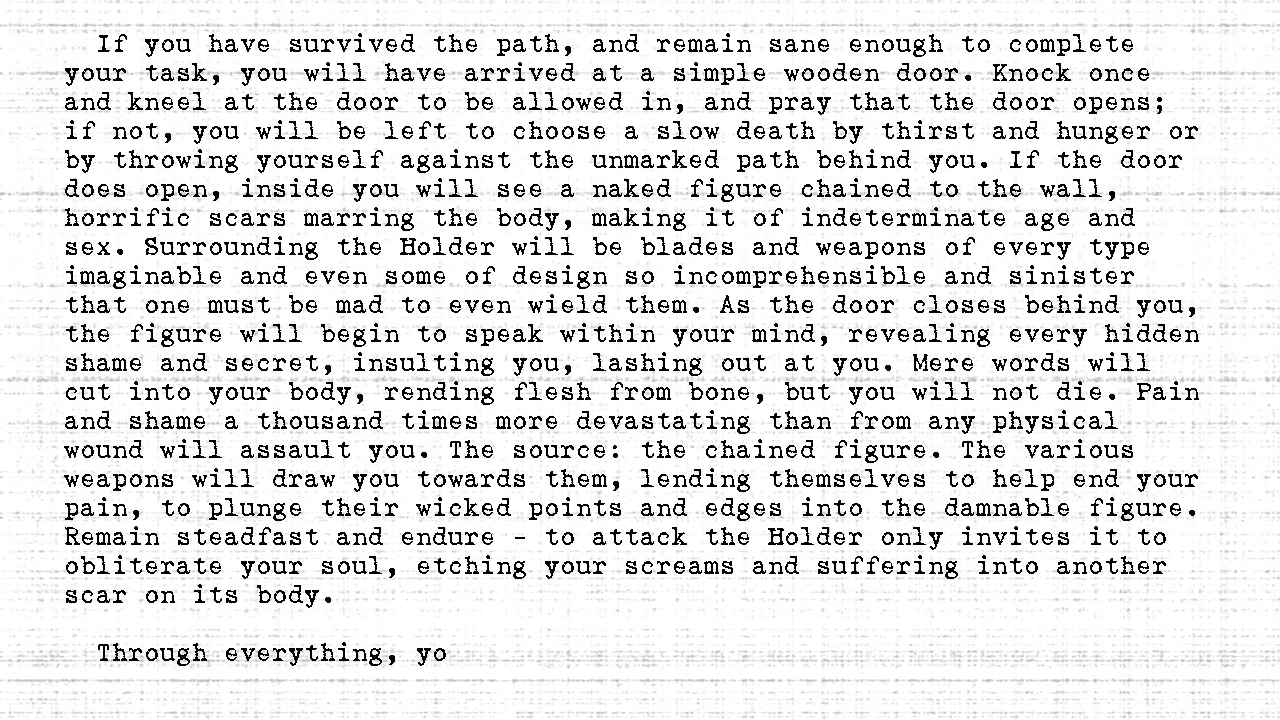 If you have survived the path, and remain sane enough to complete
your task, you will have arrived at a simple wooden door. Knock once
and kneel at the door to be allowed in, and pray that the door opens;
if not, you will be left to choose a slow death by thirst and hunger or
by throwing yourself against the unmarked path behind you. If the door
does open, inside you will see a naked figure chained to the wall,
horrific scars marring the body, making it of indeterminate age and
sex. Surrounding the Holder will be blades and weapons of every type
imaginable and even some of design so incomprehensible and sinister
that one must be mad to even wield them. As the door closes behind you,
the figure will begin to speak within your mind, revealing every hidden
shame and secret, insulting you, lashing out at you. Mere words will
cut into your body, rending flesh from bone, but you will not die. Pain
and shame a thousand times more devastating than from any physical
wound will assault you. The source: the chained figure. The various
weapons will draw you towards them, lending themselves to help end your
pain, to plunge their wicked points and edges into the damnable figure.
Remain steadfast and endure - to attack the Holder only invites it to
obliterate your soul, etching your screams and suffering into another
scar on its body.
Through everything, yo